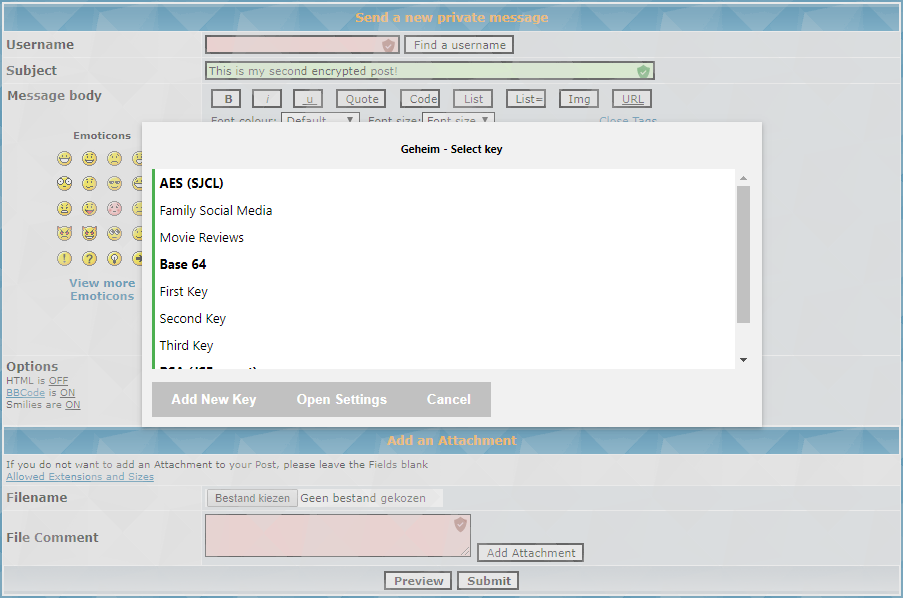 Send a new private message
Username
Find a username
Subject
This is my second encrypted post!
Message body
B i u Quote Code List List= Img URL
Font colour: Default Font size: Font size Close Tags
Emoticons
View more
Emoticons
Geheim - Select key
AES (SJCL)
Family Social Media
Movie Reviews
Base 64
First Key
Second Key
Third Key
Add New Key Open Settings Cancel
Options
HTML is OFF
BBCode is ON
Smilies are ON
Add an Attachment
If you do not want to add an Attachment to your Post, please leave the Fields blank
Allowed Extensions and Sizes
Filename
Bestand kiezen Geen bestand gekozen
File Comment
Add Attachment
Preview Submit